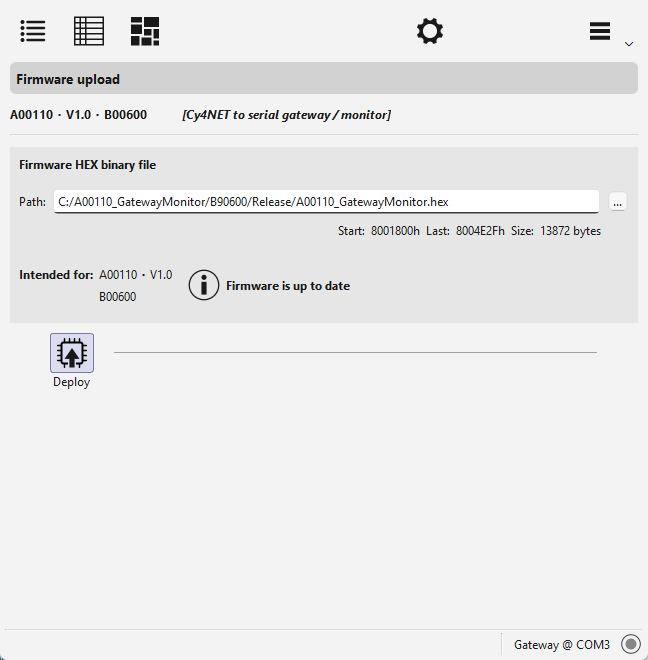 Firmware upload
A00110 · V1.0 · B00600 [Cy4NET to serial gateway / monitor]
Firmware HEX binary file
Path: C:/A00110_GatewayMonitor/B90600/Release/A00110_GatewayMonitor.hex ...
Start: 8001800h Last: 8004E2Fh Size: 13872 bytes
Intended for: A00110 · V1.0
B00600
Firmware is up to date
Deploy
Gateway @ COM3